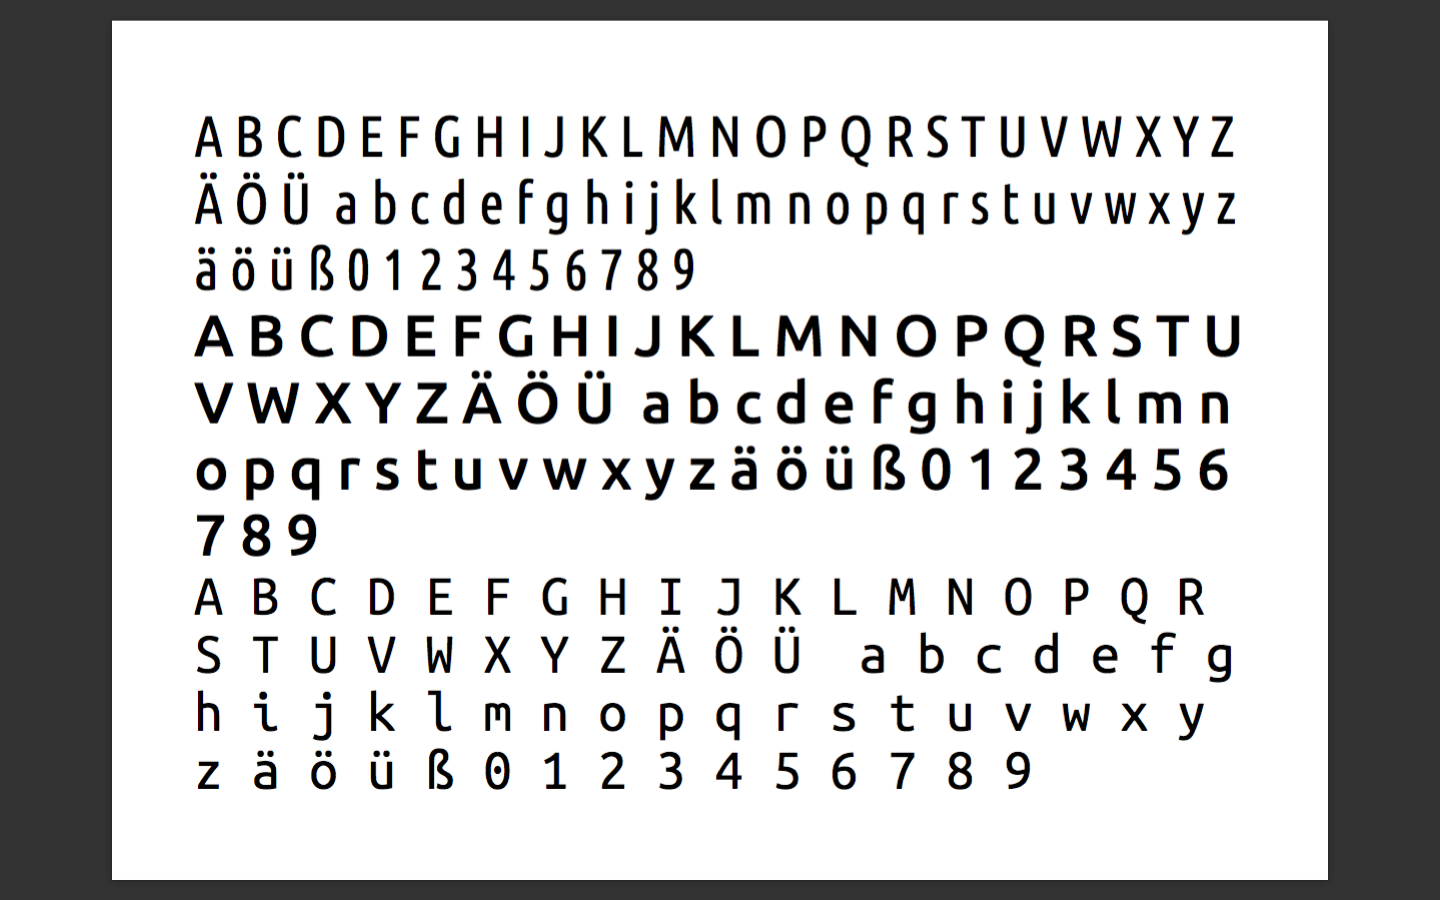 A B C D E F G H I J K L M N O P Q R S T U V W X Y Z
Ä Ö Ü a b c d e f g h i j k l m n o p q r s t u v w x y z
ä ö ü ß 0 1 2 3 4 5 6 7 8 9
A B C D E F G H I J K L M N O P Q R S T U
V W X Y Z Ä Ö Ü a b c d e f g h i j k l m n
o p q r s t u v w x y z ä ö ü ß 0 1 2 3 4 5 6
7 8 9
A B C D E F G H I J K L M N O P Q R
S T U V W X Y Z Ä Ö Ü a b c d e f g
h i j k l m n o p q r s t u v w x y
z ä ö ü ß 0 1 2 3 4 5 6 7 8 9